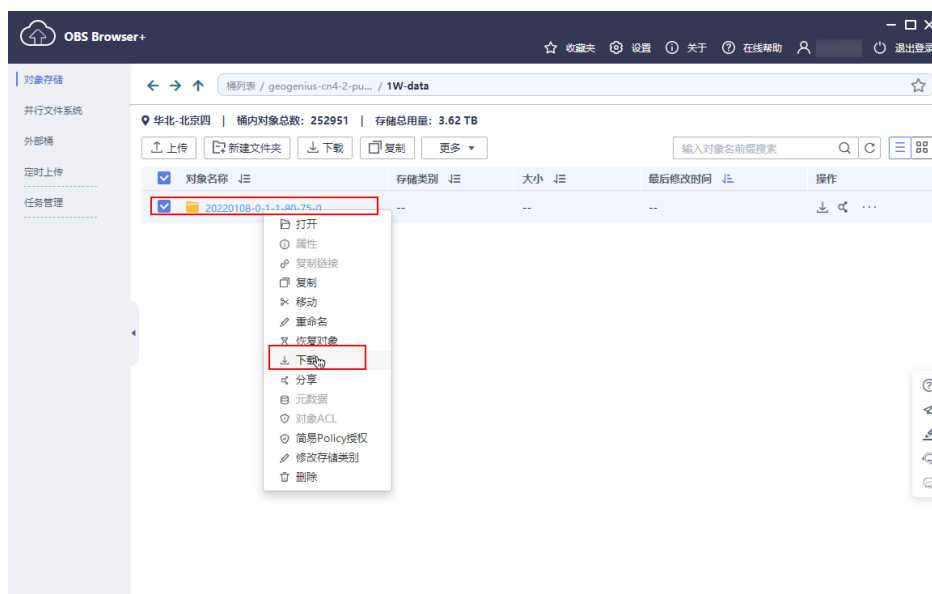 OBS Browser+
收藏夹 设置 关于 在线帮助 退出登录
对象存储
并行文件系统
外部桶
定时上传
任务管理
桶列表 / geogenius-cn4-2-pu... / 1W-data
华北-北京四 | 桶内对象总数：252951 | 存储总用量：3.62 TB
上传 新建文件夹 下载 复制 更多 输入对象名前缀搜索
对象名称 存储类别 大小 最后修改时间 操作
20220108-0-1-1-80-75-0 -- -- -- ···
打开
属性
复制链接
复制
移动
重命名
恢复对象
下载
分享
元数据
对象ACL
简易Policy授权
修改存储类别
删除